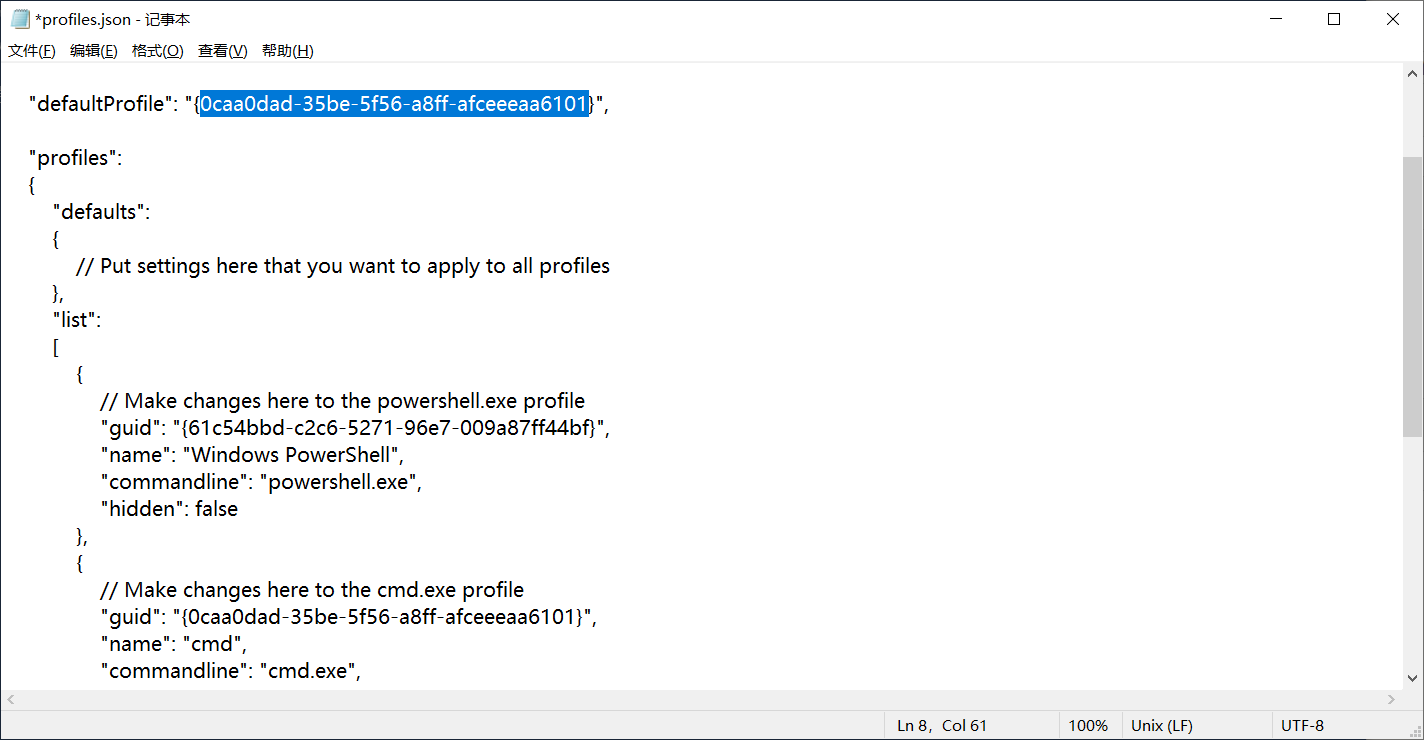 *profiles.json - 记事本
文件(F) 编辑(E) 格式(O) 查看(V) 帮助(H)
"defaultProfile": "{0caa0dad-35be-5f56-a8ff-afceeeaa6101}",
"profiles":
{
"defaults":
{
// Put settings here that you want to apply to all profiles
},
"list":
[
{
// Make changes here to the powershell.exe profile
"guid": "{61c54bbd-c2c6-5271-96e7-009a87ff44bf}",
"name": "Windows PowerShell",
"commandline": "powershell.exe",
"hidden": false
},
{
// Make changes here to the cmd.exe profile
"guid": "{0caa0dad-35be-5f56-a8ff-afceeeaa6101}",
"name": "cmd",
"commandline": "cmd.exe",
Ln 8，Col 61 100% Unix (LF) UTF-8